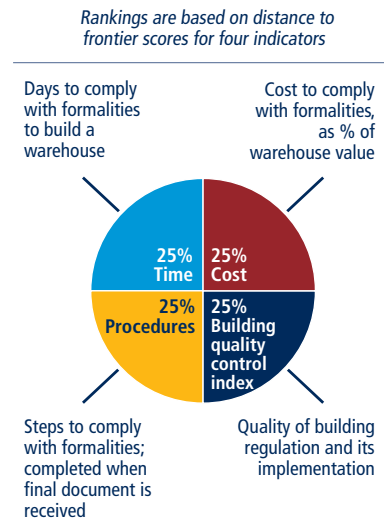 Rankings are based on distance to
frontier scores for four indicators
Days to comply
with formalities
to build a
warehouse
Cost to comply
with formalities,
as % of
warehouse value
25%
Time
25%
Cost
25%
Procedures
25%
Building
quality
control
index
Steps to comply
with formalities;
completed when
final document is
received
Quality of building
regulation and its
implementation